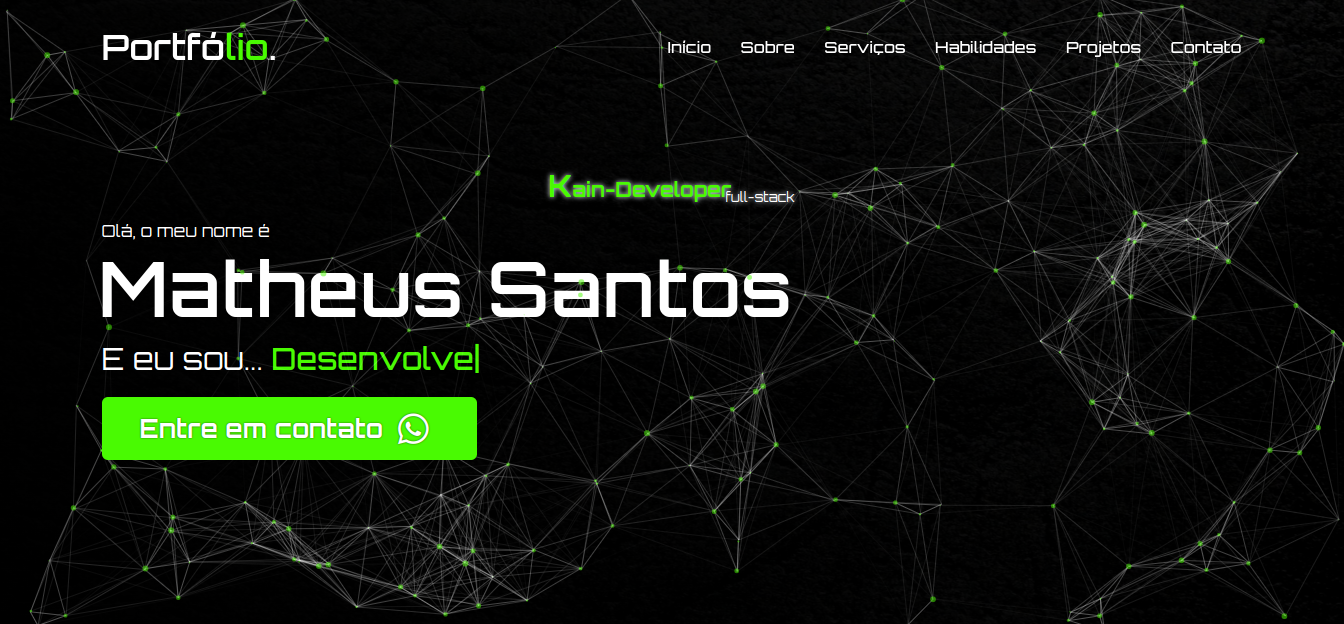 Portfólio.
Início Sobre Serviços Habilidades Projetos Contato
Kain-Developer full-stack
Olá, o meu nome é
Matheus Santos
E eu sou... Desenvolve|
Entre em contato